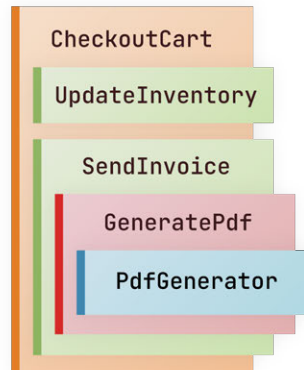 CheckoutCart
UpdateInventory
SendInvoice
GeneratePdf
PdfGenerator